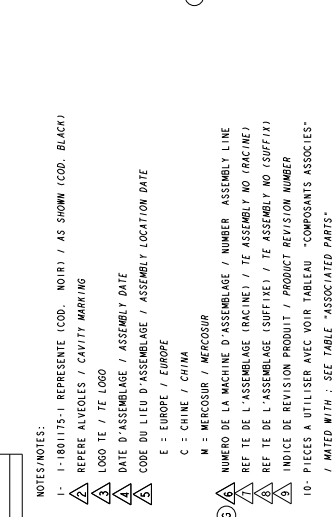 NOTES/NOTES:
1- 1-1801175-1 REPRESENTE (COD. NOIR) / AS SHOWN (COD. BLACK)
2 REPERE ALVEOLES / CAVITY MARKING
3 LOGO TE / TE LOGO
4 DATE D'ASSEMBLAGE / ASSEMBLY DATE
5 CODE DU LIEU D'ASSEMBLAGE / ASSEMBLY LOCATION DATE
E = EUROPE / EUROPE
C = CHINE / CHINA
M = MERCOSUR / MERCOSUR
G 6 NUMERO DE LA MACHINE D'ASSEMBLAGE / NUMBER ASSEMBLY LINE
7 REF TE DE L'ASSEMBLAGE (RACINE) / TE ASSEMBLY NO (RACINE)
8 REF TE DE L'ASSEMBLAGE (SUFFIXE) / TE ASSEMBLY NO (SUFFIX)
9 INDICE DE REVISION PRODUIT / PRODUCT REVISION NUMBER
10- PIECES A UTILISER AVEC VOIR TABLEAU "COMPOSANTS ASSOCIES"
/ MATED WITH : SEE TABLE "ASSOCIATED PARTS"